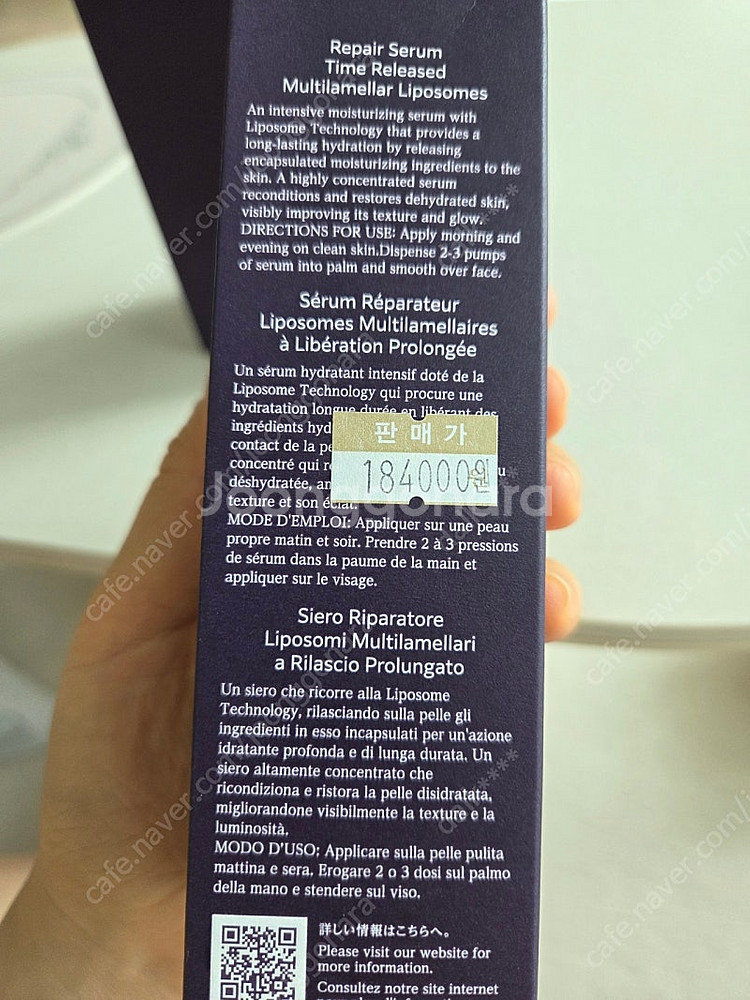 Repair Serum
Time Released
Multilamellar Liposomes
An intensive moisturizing serum with
Liposome Technology that provides a
long-lasting hydration by releasing
encapsulated moisturizing ingredients to the
skin. A highly concentrated serum
reconditions and restores dehydrated skin,
visibly improving its texture and glow.
DIRECTIONS FOR USE: Apply morning and
evening on clean skin.Dispense 2-3 pumps
of serum into palm and smooth over face.
Sérum Réparateur
Liposomes Multilamellaires
à Libération Prolongée
Un sérum hydratant intensif doté de la
Liposome Technology qui procure une
hydratation longue durée en libérant des
ingrédients
contact de la
concentré qui
déshydratée,
texture et son éclat.
판매가
184000원
MODE D'EMPLOI: Appliquer sur une peau
propre matin et soir. Prendre 2 à 3 pressions
de sérum dans la paume de la main et
appliquer sur le visage.
Siero Riparatore
Liposomi Multilamellari
a Rilascio Prolungato
Un siero che ricorre alla Liposome
Technology, rilasciando sulla pelle gli
ingredienti in esso incapsulati per un'azione
idratante profonda e di lunga durata. Un
siero altamente concentrato che
ricondiziona e ristora la pelle disidratata,
migliorandone visibilmente la texture e la
luminosità.
MODO D'USO: Applicare sulla pelle pulita
mattina e sera. Erogare 2 o 3 dosi sul palmo
della mano e stendere sul viso.
詳しい情報はこちらへ。
Please visit our website for
more information.
Consultez notre site internet
Joonggonara
cafe.naver.com/joonggonara